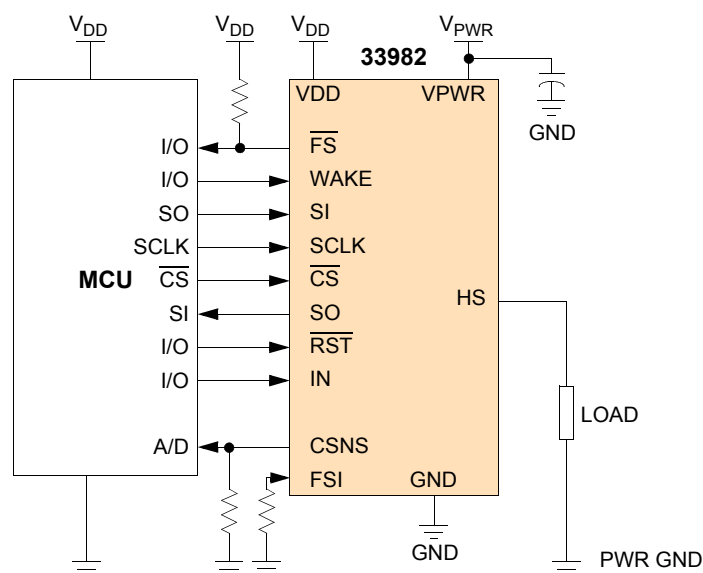 VDD VDD VDD VPWR
33982
VDD VPWR
GND
I/O FS
I/O WAKE
SO SI
SCLK SCLK
MCU CS CS
HS
SI SO
I/O RST
I/O IN
LOAD
A/D CSNS
FSI GND
GND
PWR GND